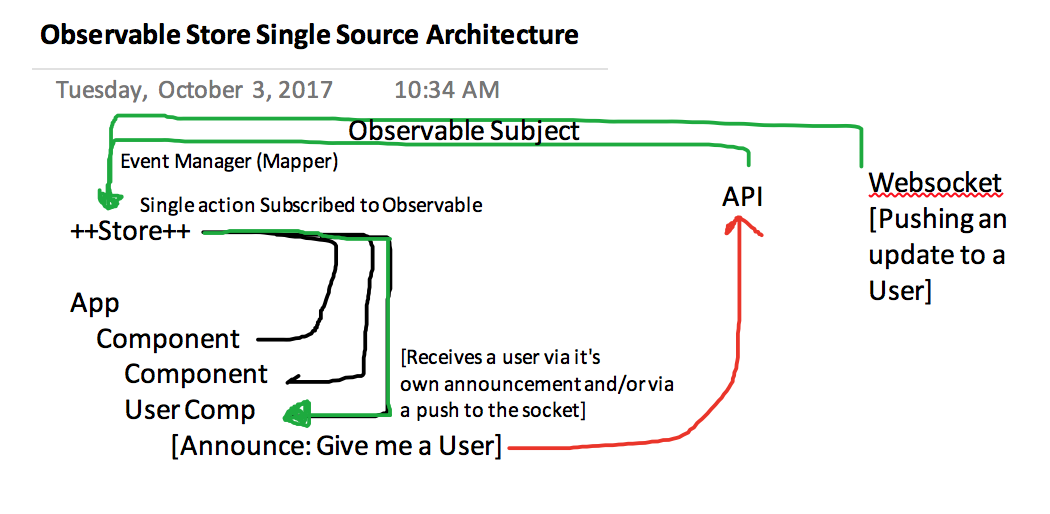 Observable Store Single Source Architecture
Tuesday, October 3, 2017 10:34 AM
Observable Subject
Event Manager (Mapper)
Single action Subscribed to Observable
++Store++
API
Websocket
[Pushing an
update to a
User]
App
Component
Component
User Comp
[Receives a user via it's
own announcement and/or via
a push to the socket]
[Announce: Give me a User]